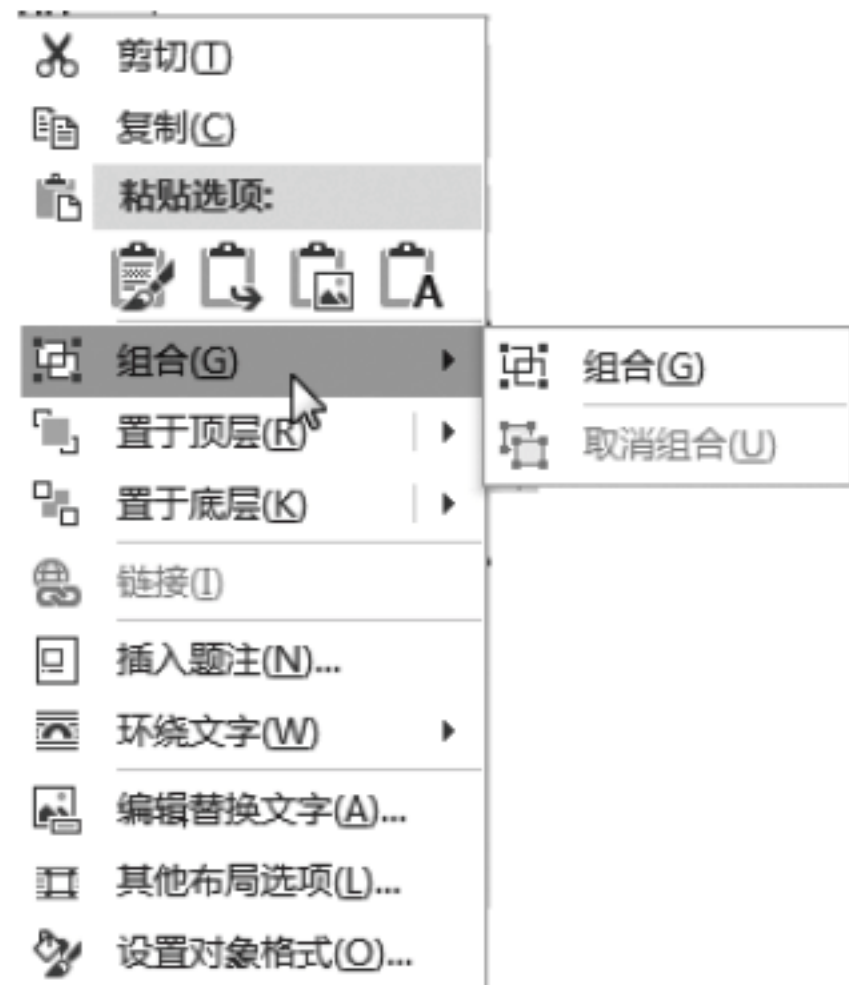 剪切(T)
复制(C)
粘贴选项:
组合(G)
组合(G)
置于顶层(R)
取消组合(U)
置于底层(K)
链接(I)
插入题注(N)...
环绕文字(W)
编辑替换文字(A)...
其他布局选项(L)...
设置对象格式(O)...